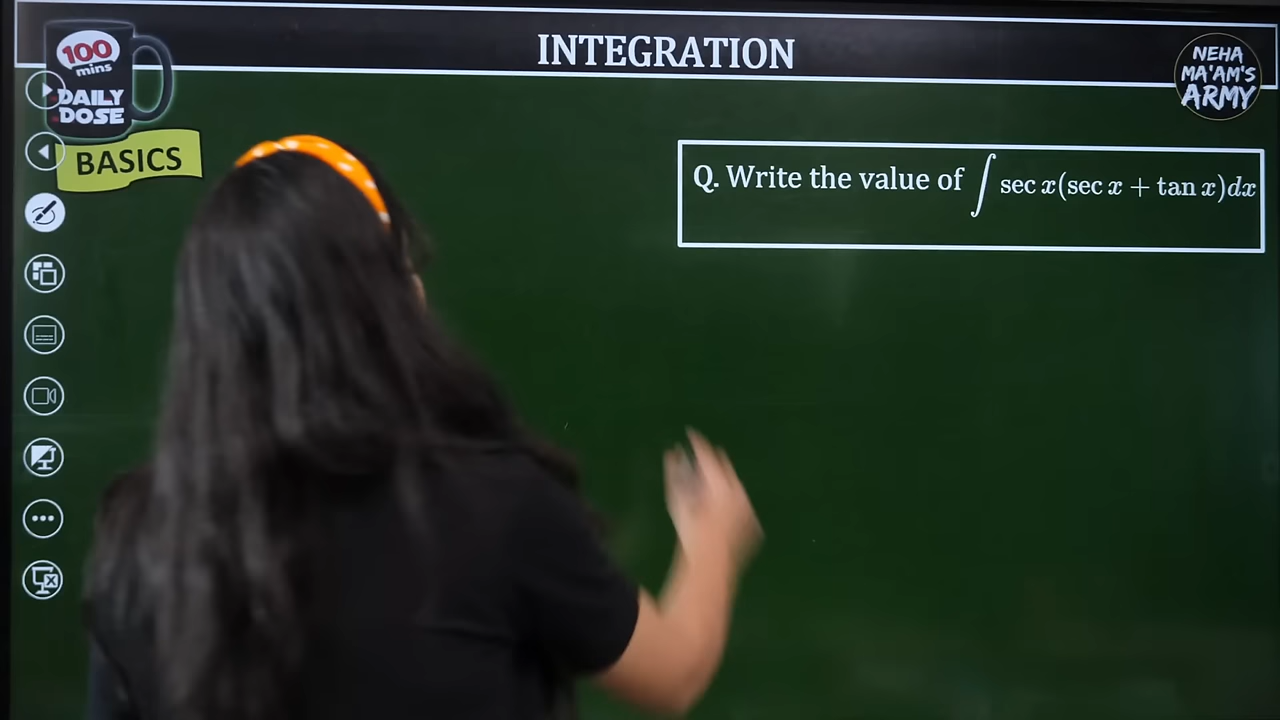 INTEGRATION
100
mins
DAILY
DOSE
NEHA
MA'AM'S
ARMY
BASICS
Q. Write the value of ∫ sec x(sec x + tan x)dx